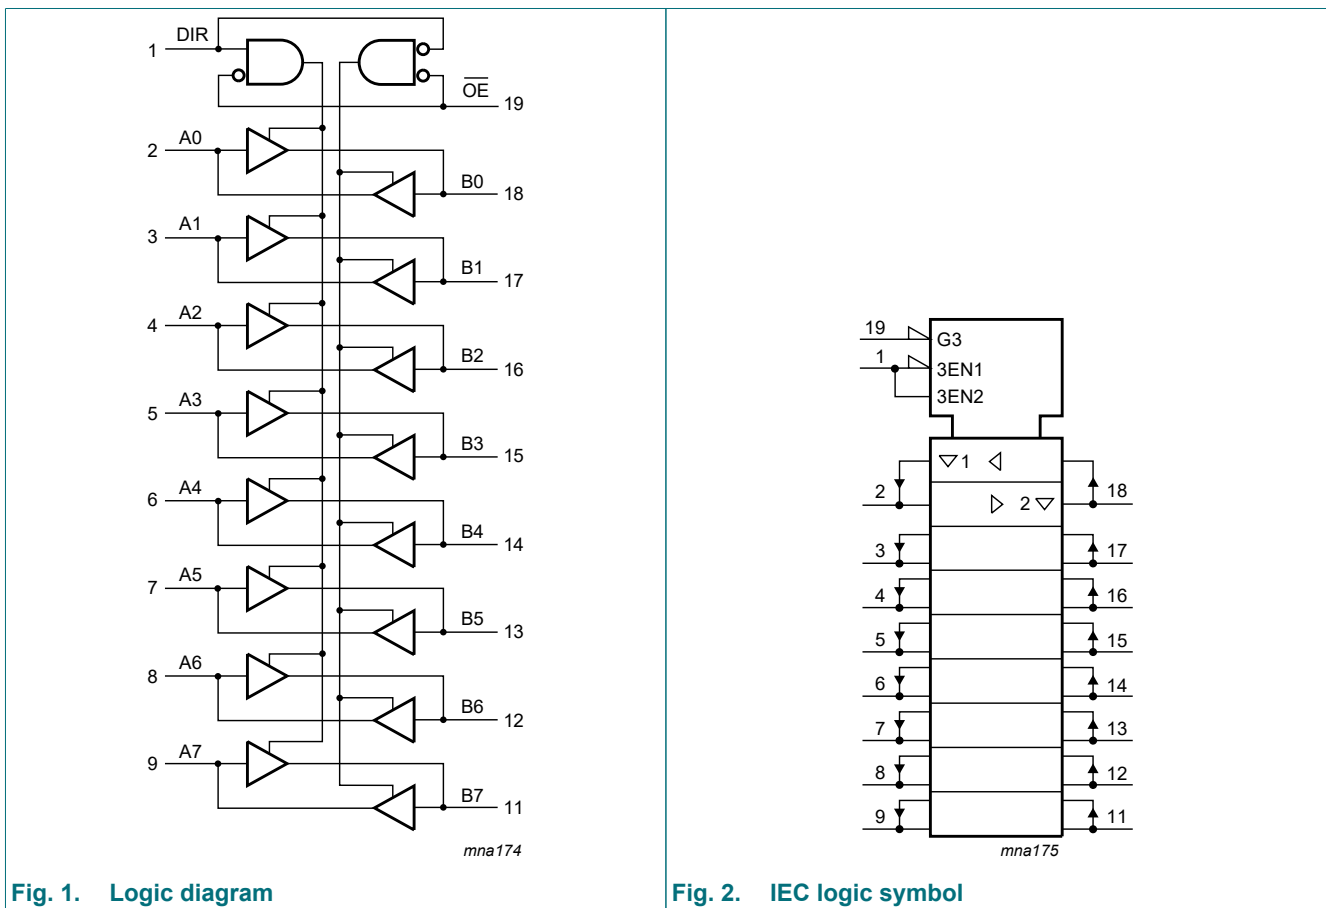 DIR
1
OE
19
A0
2
B0
18
A1
3
B1
17
A2
4
B2
16
A3
5
B3
15
A4
6
B4
14
A5
7
B5
13
A6
8
B6
12
A7
9
B7
11
mna174
Fig. 1. Logic diagram
19
G3
1
3EN1
3EN2
1
2
18
2
3
17
4
16
5
15
6
14
7
13
8
12
9
11
mna175
Fig. 2. IEC logic symbol